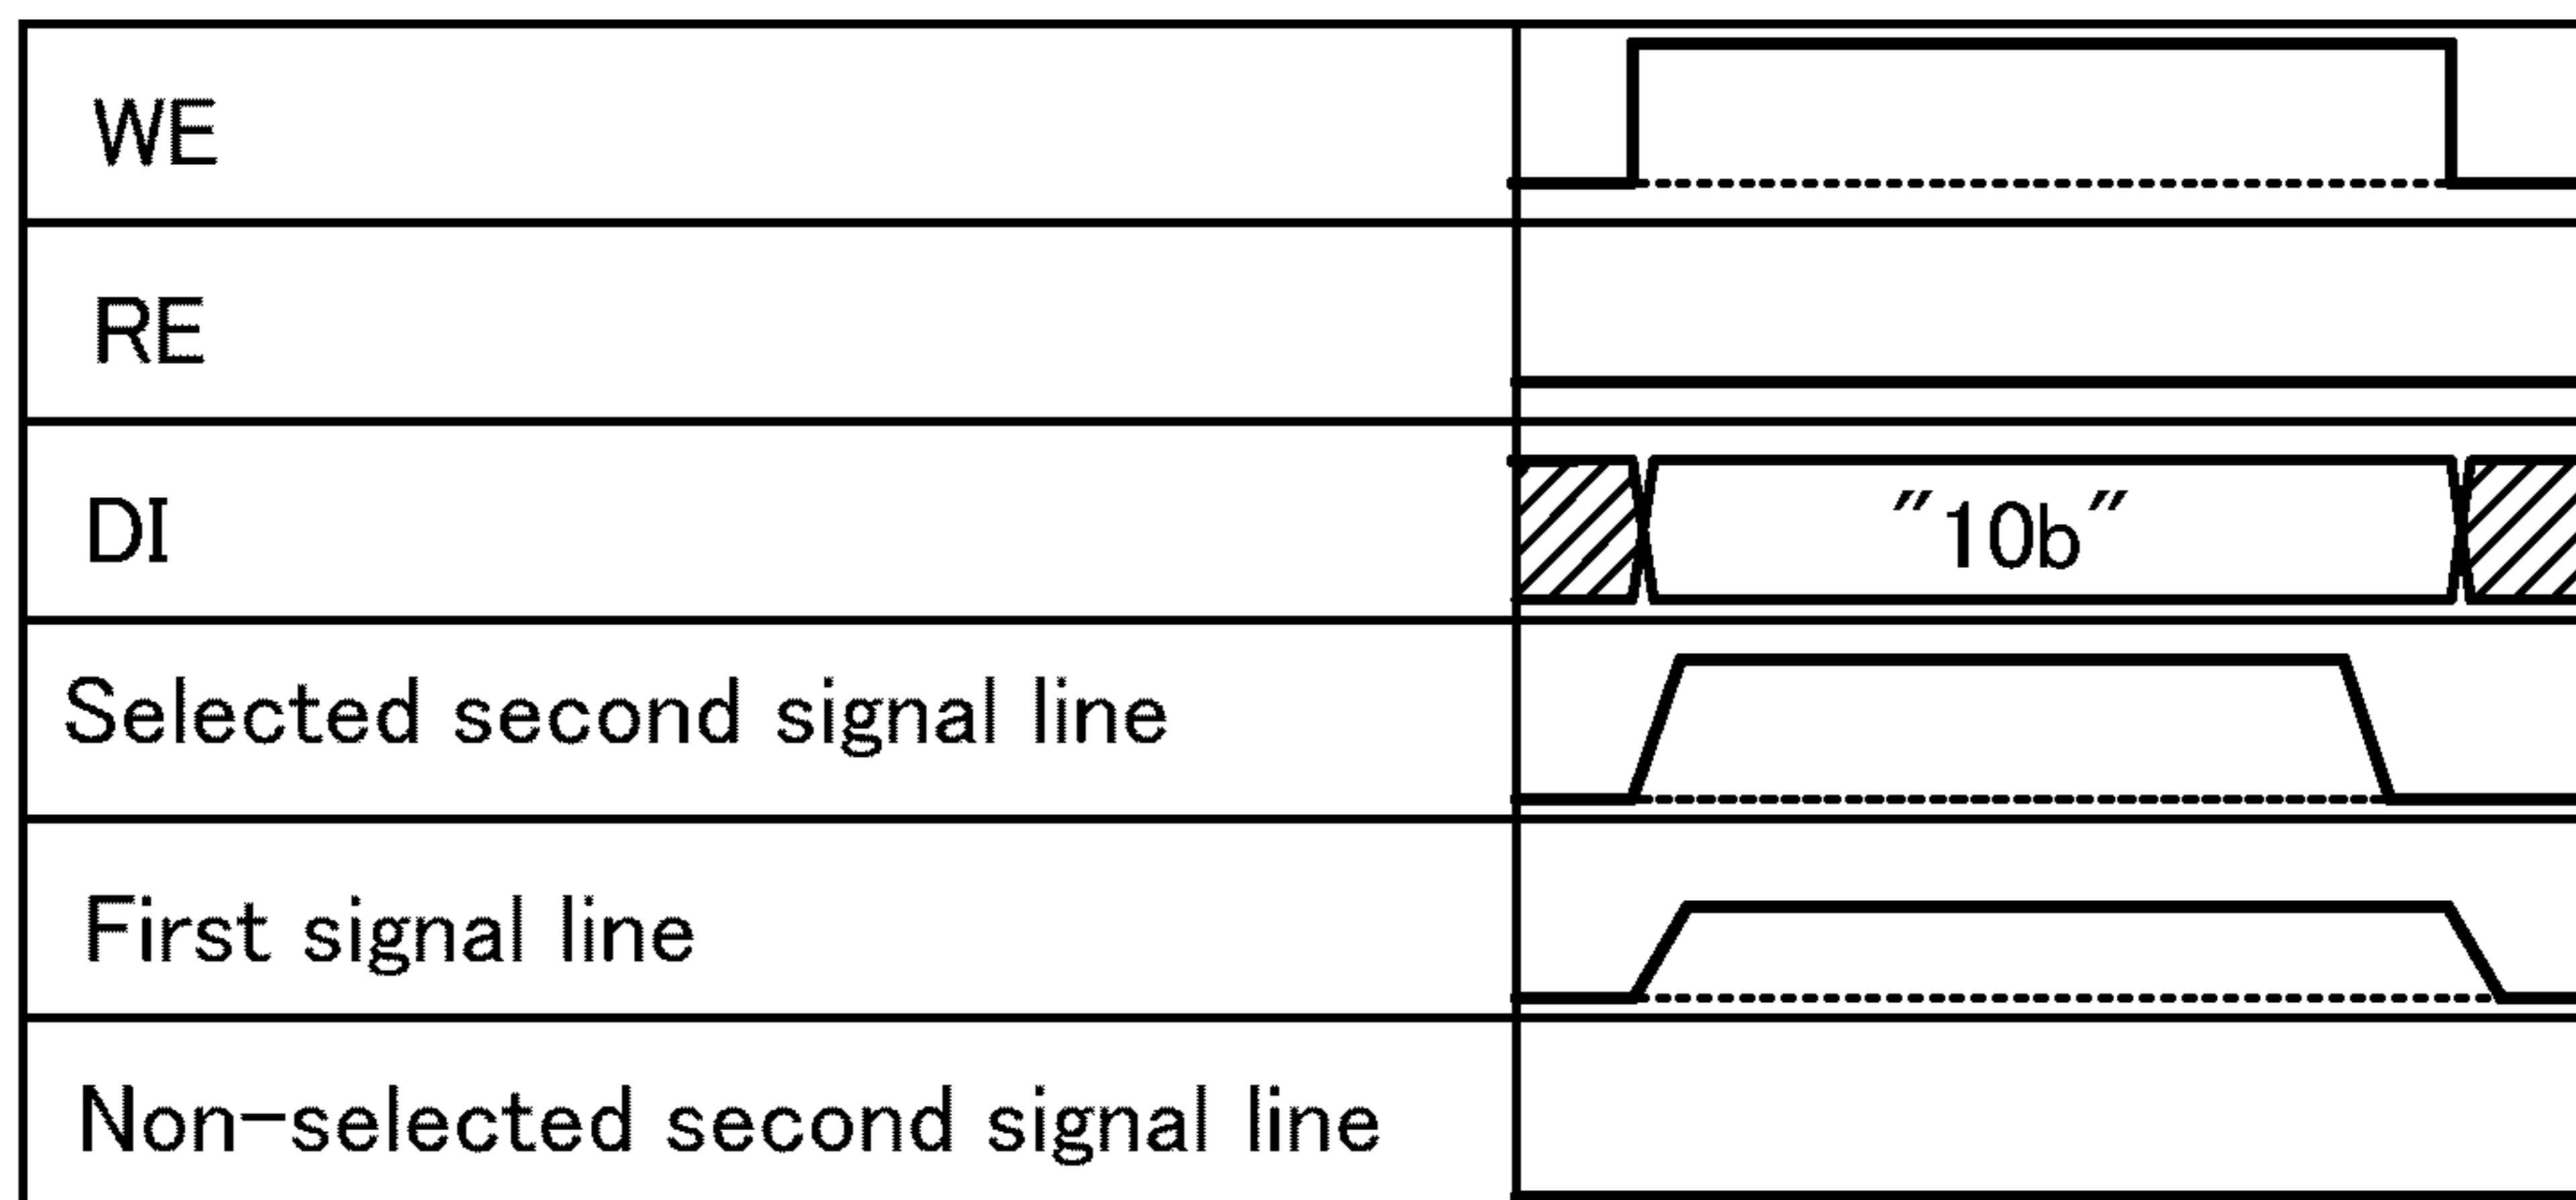 WE
RE
DI
"10b"
Selected second signal line
First signal line
Non-selected second signal line